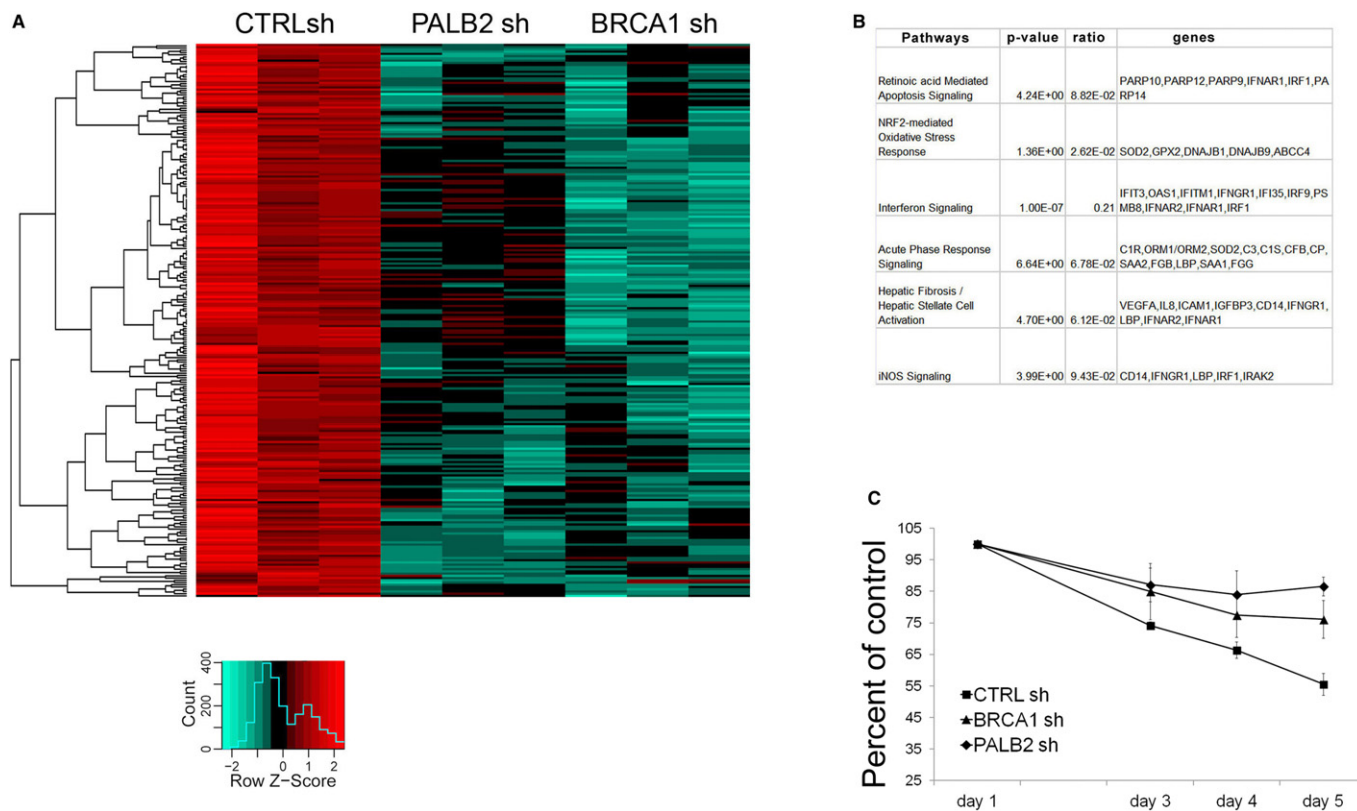 A
CTRLsh PALB2 sh BRCA1 sh
400
200
0
Count
−2 −1 0 1 2
Row Z−Score
B
Pathways p-value ratio genes
Retinoic acid Mediated
Apoptosis Signaling 4.24E+00 8.82E-02 PARP10,PARP12,PARP9,IFNAR1,IRF1,PA
RP14
NRF2-mediated
Oxidative Stress
Response 1.36E+00 2.62E-02 SOD2,GPX2,DNAJB1,DNAJB9,ABCC4
Interferon Signaling 1.00E-07 0.21 IFIT3,OAS1,IFITM1,IFNGR1,IFI35,IRF9,PS
MB8,IFNAR2,IFNAR1,IRF1
Acute Phase Response
Signaling 6.64E+00 6.78E-02 C1R,ORM1/ORM2,SOD2,C3,C1S,CFB,CP,
SAA2,FGB,LBP,SAA1,FGG
Hepatic Fibrosis /
Hepatic Stellate Cell
Activation 4.70E+00 6.12E-02 VEGFA,IL8,ICAM1,IGFBP3,CD14,IFNGR1,
LBP,IFNAR2,IFNAR1
iNOS Signaling 3.99E+00 9.43E-02 CD14,IFNGR1,LBP,IRF1,IRAK2
C
Percent of control
105
95
85
75
65
55
45
35
25
CTRL sh
BRCA1 sh
PALB2 sh
day 1 day 3 day 4 day 5